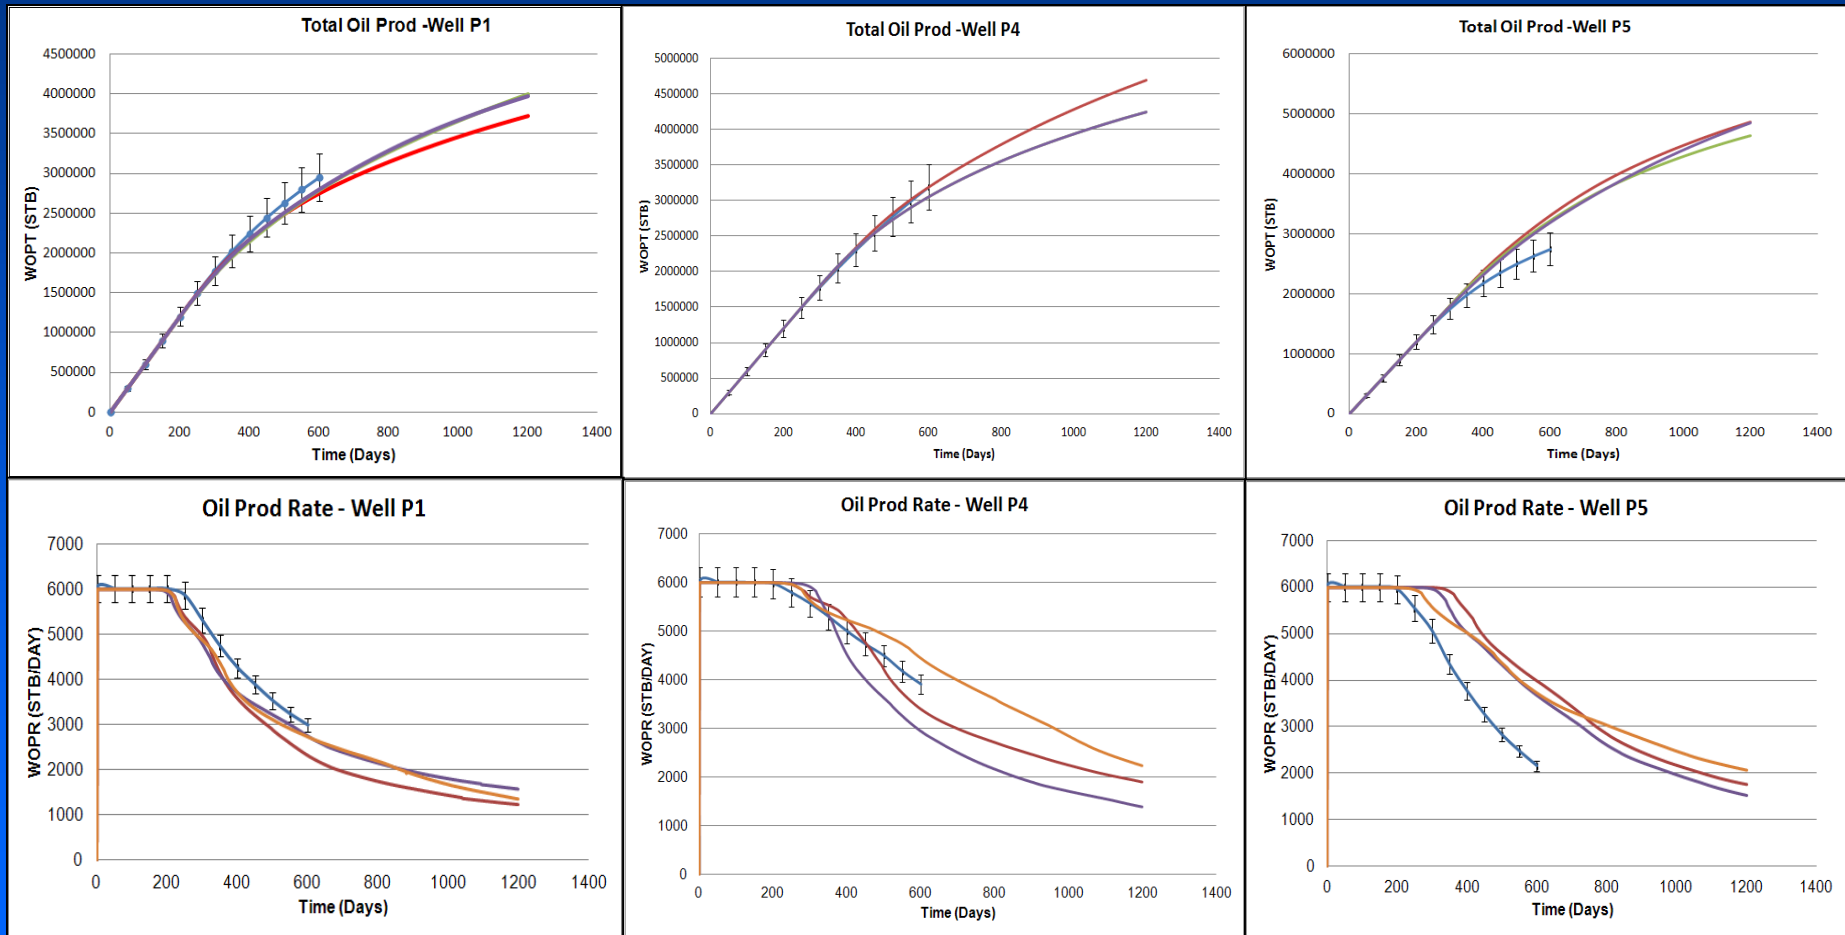 Total Oil Prod -Well P1
4500000
4000000
3500000
3000000
2500000
2000000
1500000
1000000
500000
0
WOPT (STB)
0 200 400 600 800 1000 1200 1400
Time (Days)
Total Oil Prod -Well P4
5000000
4500000
4000000
3500000
3000000
2500000
2000000
1500000
1000000
500000
0
WOPT (STB)
0 200 400 600 800 1000 1200 1400
Time (Days)
Total Oil Prod -Well P5
6000000
5000000
4000000
3000000
2000000
1000000
0
WOPT (STB)
0 200 400 600 800 1000 1200 1400
Time (Days)
Oil Prod Rate - Well P1
7000
6000
5000
4000
3000
2000
1000
0
WOPR (STB/DAY)
0 200 400 600 800 1000 1200 1400
Time (Days)
Oil Prod Rate - Well P4
7000
6000
5000
4000
3000
2000
1000
0
WOPR (STB/DAY)
0 200 400 600 800 1000 1200 1400
Time (Days)
Oil Prod Rate - Well P5
7000
6000
5000
4000
3000
2000
1000
0
WOPR (STB/DAY)
0 200 400 600 800 1000 1200 1400
Time (Days)